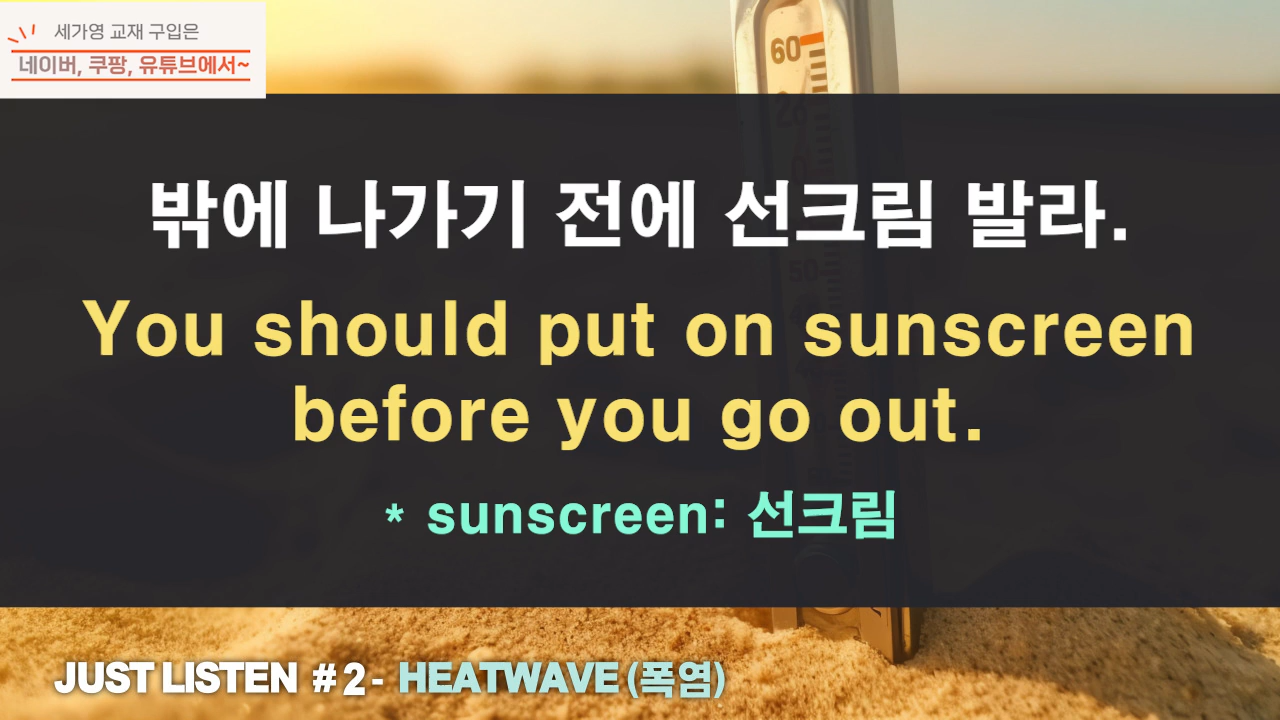 세가영 교재 구입은
네이버, 쿠팡, 유튜브에서~
60
50
밖에 나가기 전에 선크림 발라.
You should put on sunscreen
before you go out.
* sunscreen: 선크림
JUST LISTEN #2 - HEATWAVE (폭염)